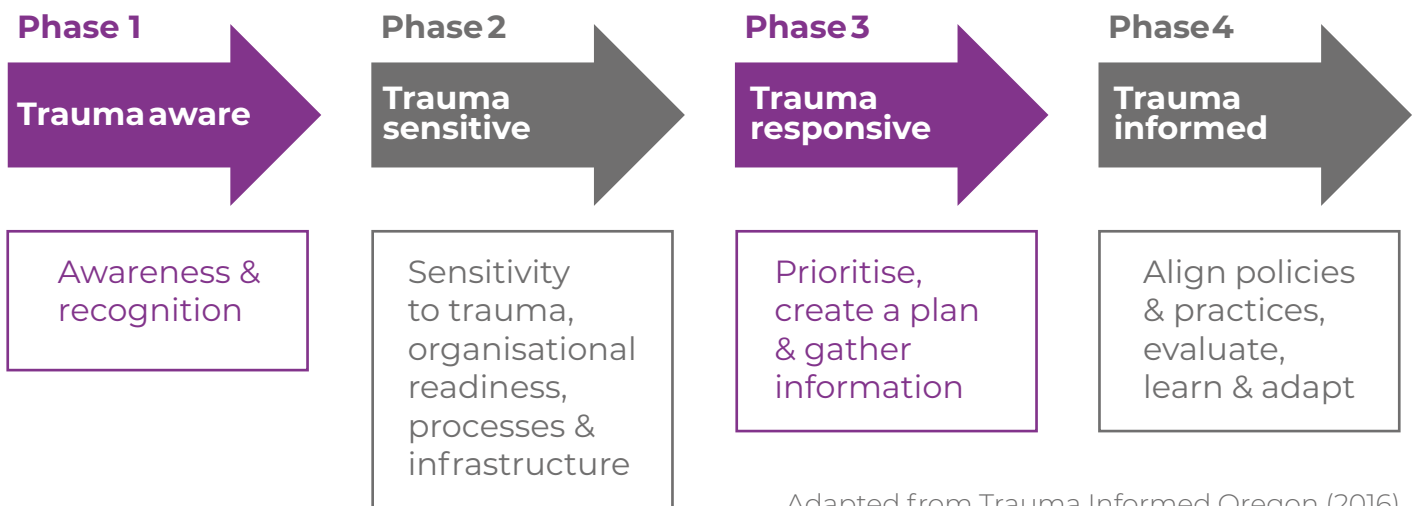 Phase 1
Trauma aware
Awareness &
recognition
Phase 2
Trauma
sensitive
Sensitivity
to trauma,
organisational
readiness,
processes &
infrastructure
Phase 3
Trauma
responsive
Prioritise,
create a plan
& gather
information
Phase 4
Trauma
informed
Align policies
& practices,
evaluate,
learn & adapt
Adapted from Trauma Informed Oregon (2016)